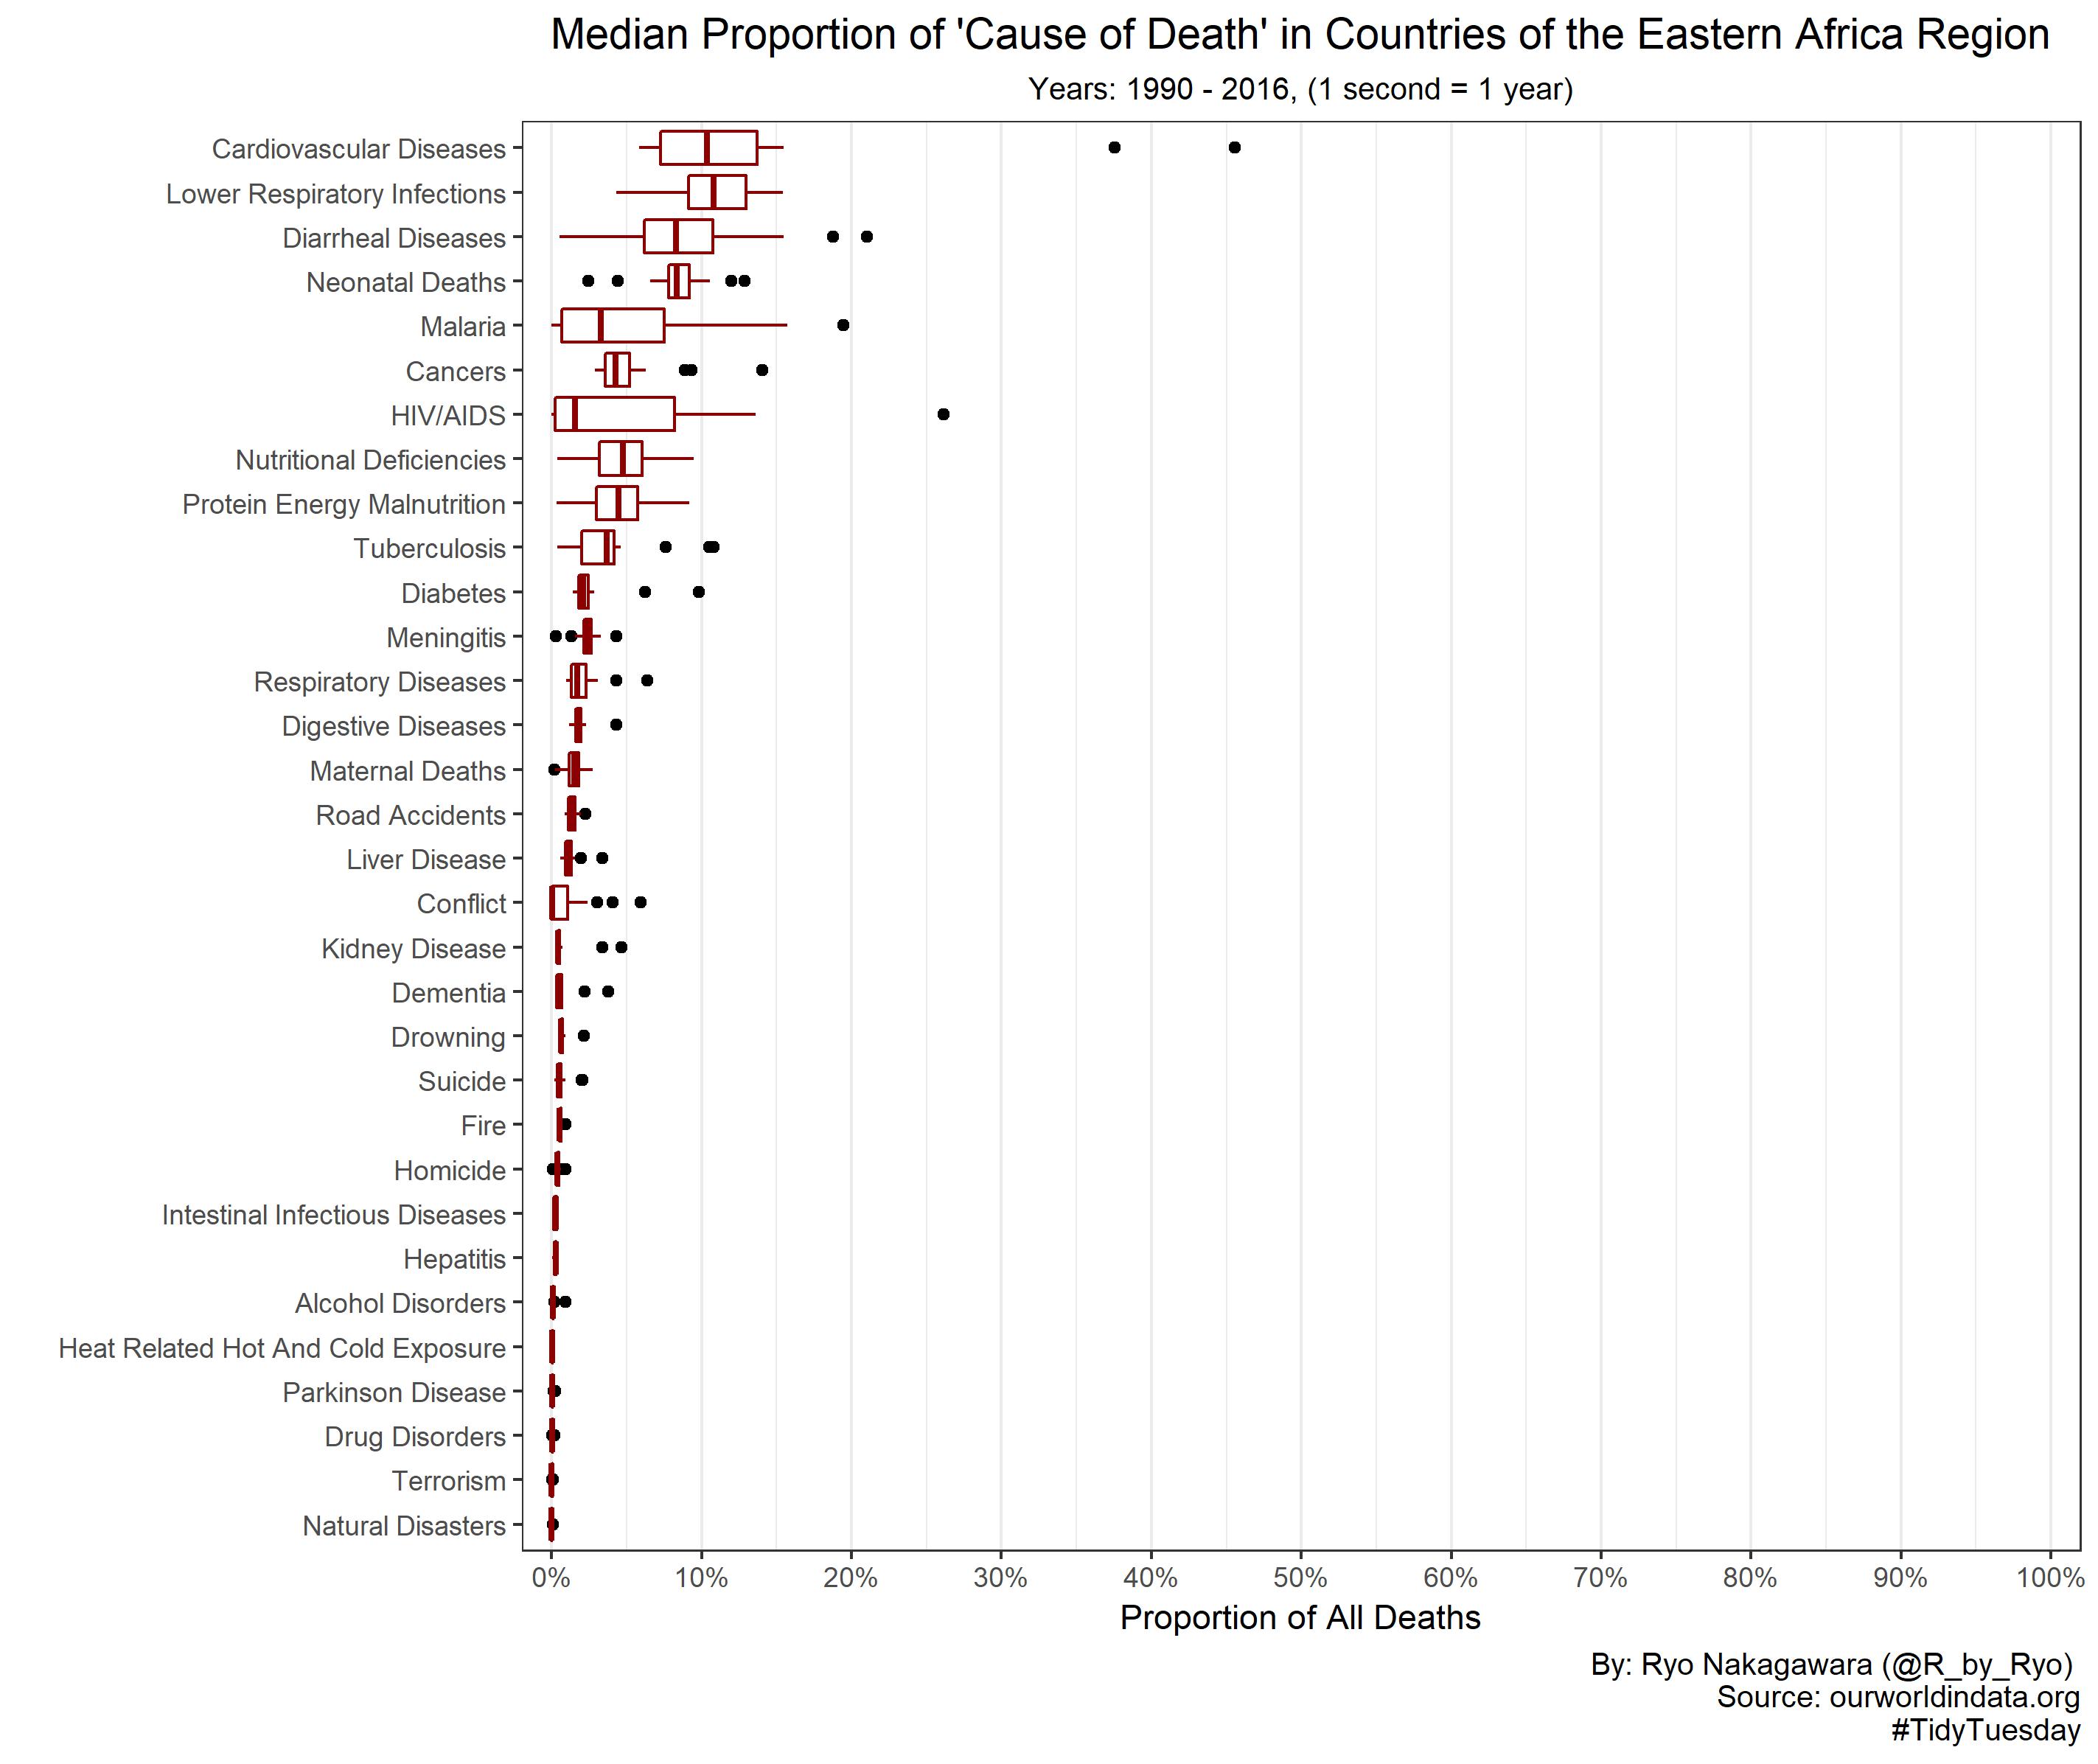 Median Proportion of 'Cause of Death' in Countries of the Eastern Africa Region
Years: 1990 - 2016, (1 second = 1 year)
Cardiovascular Diseases
Lower Respiratory Infections
Diarrheal Diseases
Neonatal Deaths
Malaria
Cancers
HIV/AIDS
Nutritional Deficiencies
Protein Energy Malnutrition
Tuberculosis
Diabetes
Meningitis
Respiratory Diseases
Digestive Diseases
Maternal Deaths
Road Accidents
Liver Disease
Conflict
Kidney Disease
Dementia
Drowning
Suicide
Fire
Homicide
Intestinal Infectious Diseases
Hepatitis
Alcohol Disorders
Heat Related Hot And Cold Exposure
Parkinson Disease
Drug Disorders
Terrorism
Natural Disasters
0% 10% 20% 30% 40% 50% 60% 70% 80% 90% 100%
Proportion of All Deaths
By: Ryo Nakagawara (@R_by_Ryo)
Source: ourworldindata.org
#TidyTuesday